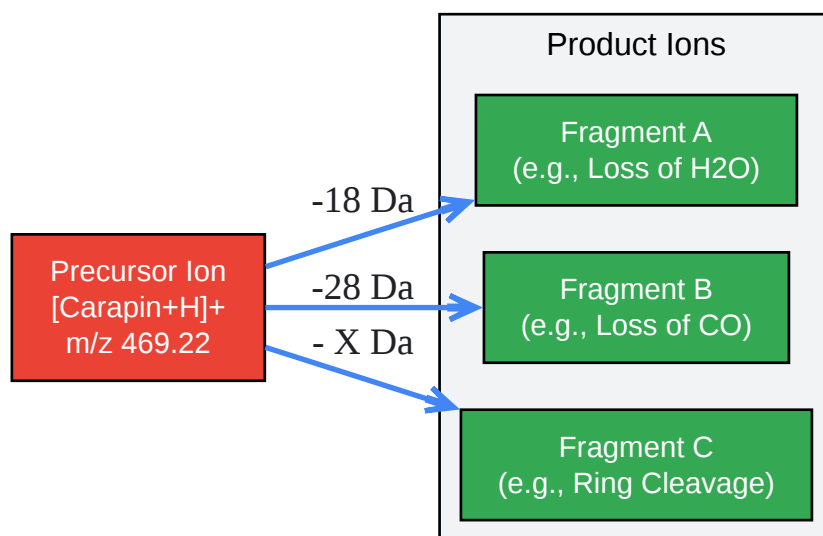 Product Ions
Fragment A
(e.g., Loss of H2O)
-18 Da
Precursor Ion
[Carapin+H]+
m/z 469.22
-28 Da
Fragment B
(e.g., Loss of CO)
- X Da
Fragment C
(e.g., Ring Cleavage)